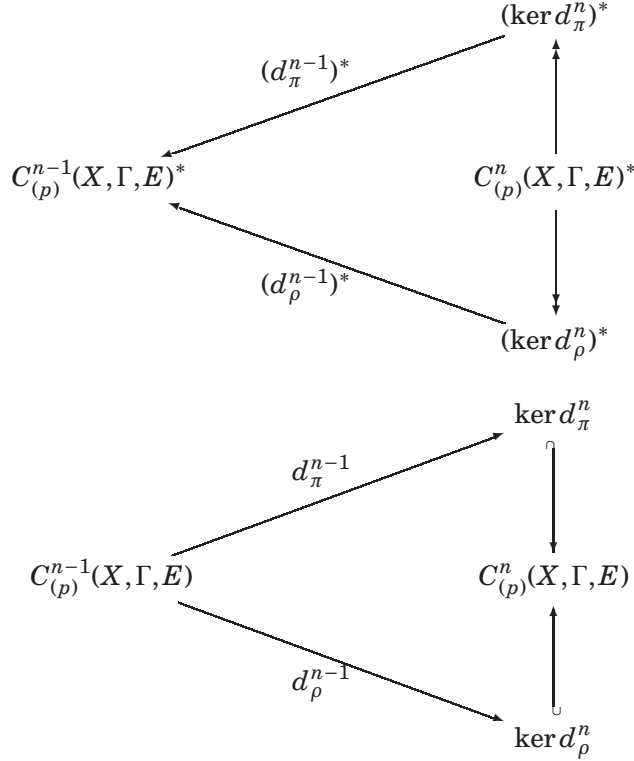 (ker d_π^n)*
(d_π^{n−1})*
C_{(p)}^{n−1}(X,Γ,E)* C_{(p)}^n(X,Γ,E)*
(d_ρ^{n−1})*
(ker d_ρ^n)*
ker d_π^n
d_π^{n−1}
C_{(p)}^{n−1}(X,Γ,E) C_{(p)}^n(X,Γ,E)
d_ρ^{n−1}
ker d_ρ^n